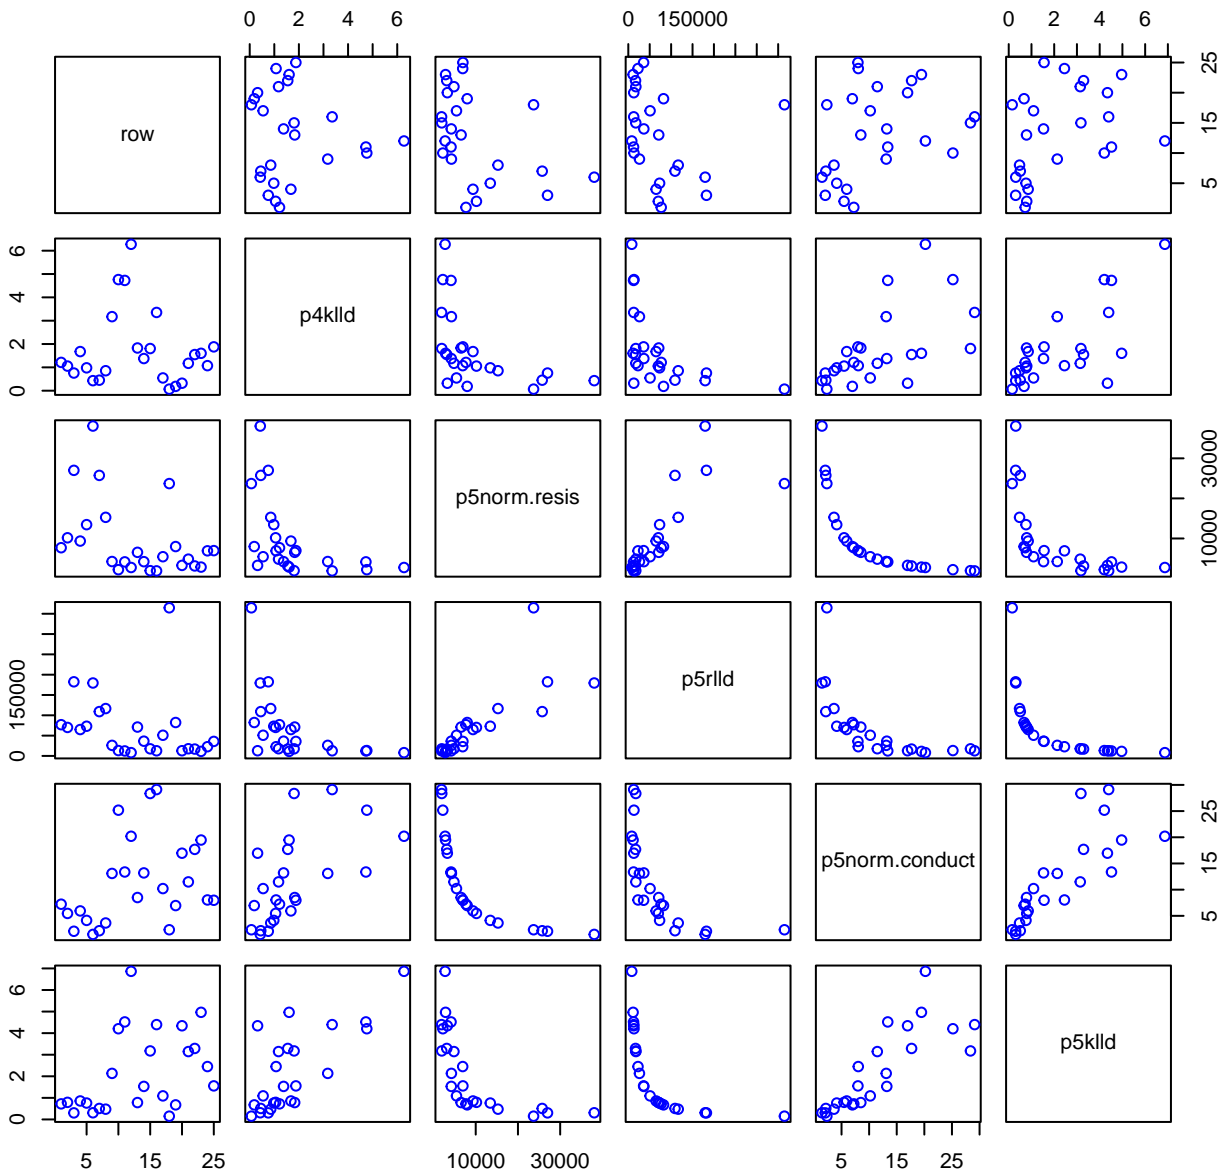 0 2 4 6 0 150000 0 2 4 6
row 5 15 25
0 2 4 6 p4klld
p5norm.resis 10000 30000
0 150000 p5rlld
p5norm.conduct 5 15 25
0 2 4 6 p5klld
5 15 25 10000 30000 5 15 25